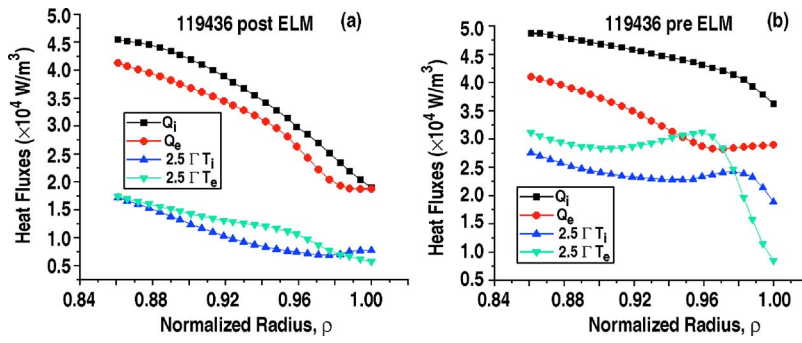 119436 post ELM (a)
5.0
4.5
4.0
3.5
3.0
2.5
2.0
1.5
1.0
0.5
Heat Fluxes (×10⁴ W/m³)
Qi
Qe
2.5 Γ Ti
2.5 Γ Te
0.84 0.88 0.92 0.96 1.00
Normalized Radius, ρ
119436 pre ELM (b)
5.0
4.5
4.0
3.5
3.0
2.5
2.0
1.5
1.0
0.5
Heat Fluxes (×10⁴ W/m³)
Qi
Qe
2.5 Γ Ti
2.5 Γ Te
0.84 0.88 0.92 0.96 1.00
Normalized Radius, ρ